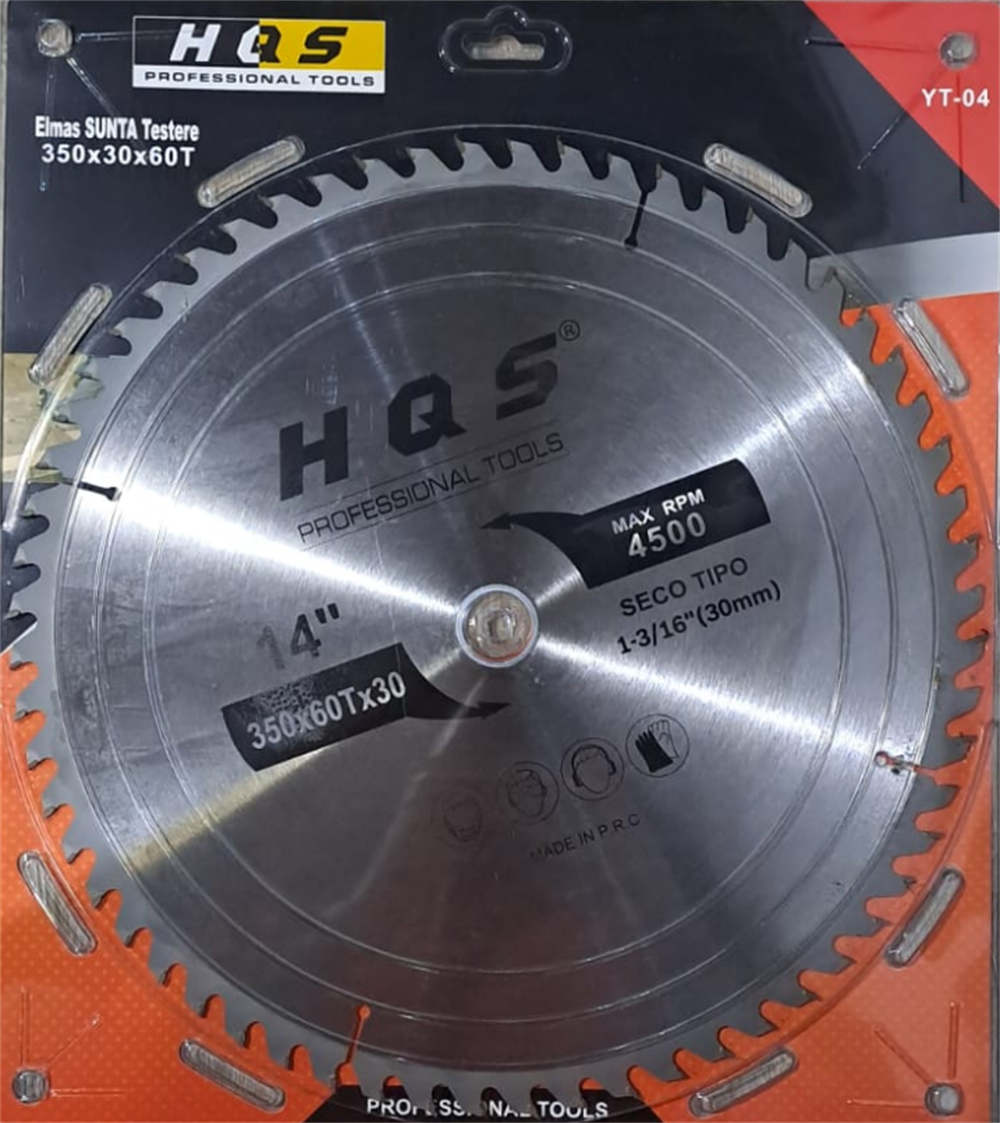 HQS
PROFESSIONAL TOOLS
YT-04
Elmas SUNTA Testere
350x30x60T
HQS®
PROFESSIONAL TOOLS
MAX RPM
4500
SECO TIPO
1-3/16"(30mm)
14"
350x60Tx30
MADE IN P.R.C
PROFESSIONAL TOOLS